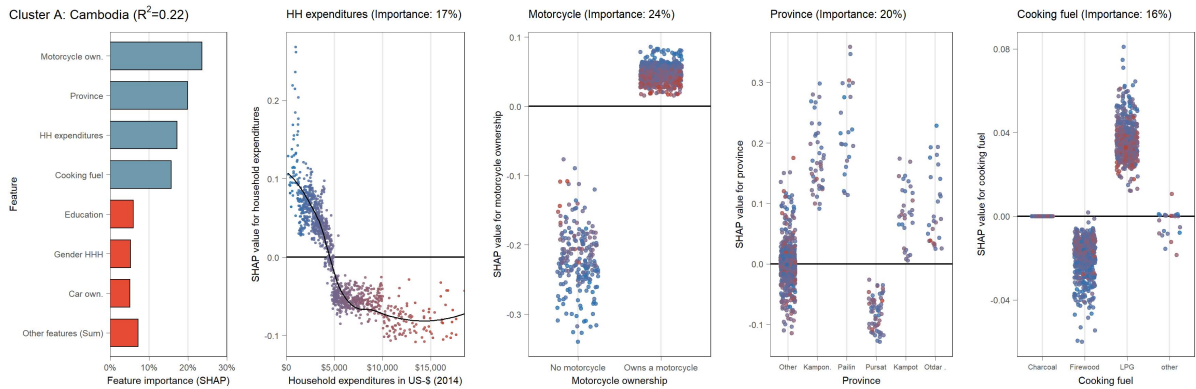 Cluster A: Cambodia (R²=0.22)
Feature
Motorcycle own.
Province
HH expenditures
Cooking fuel
Education
Gender HHH
Car own.
Other features (Sum)
0% 10% 20% 30%
Feature importance (SHAP)
HH expenditures (Importance: 17%)
SHAP value for household expenditures
0.2
0.1
0.0
-0.1
$0 $5,000 $10,000 $15,000
Household expenditures in US-$ (2014)
Motorcycle (Importance: 24%)
SHAP value for motorcycle ownership
0.1
0.0
-0.1
-0.2
-0.3
No motorcycle Owns a motorcycle
Motorcycle ownership
Province (Importance: 20%)
SHAP value for province
0.3
0.2
0.1
0.0
-0.1
Other Kampon. Pailin Pursat Kampot Otdar .
Province
Cooking fuel (Importance: 16%)
SHAP value for cooking fuel
0.08
0.04
0.00
-0.04
Charcoal Firewood LPG other
Cooking fuel